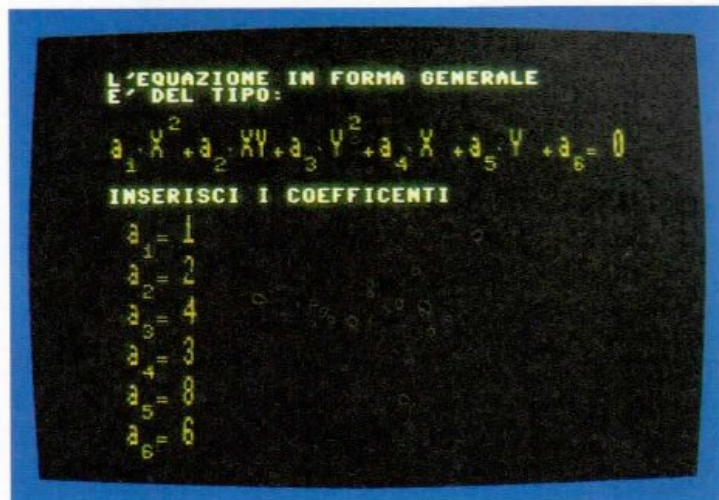 L'EQUAZIONE IN FORMA GENERALE
E' DEL TIPO:
a₁·X²+a₂·XY+a₃·Y²+a₄·X +a₅·Y +a₆= 0
INSERISCI I COEFFICENTI
a₁= 1
a₂= 2
a₃= 4
a₄= 3
a₅= 8
a₆= 6